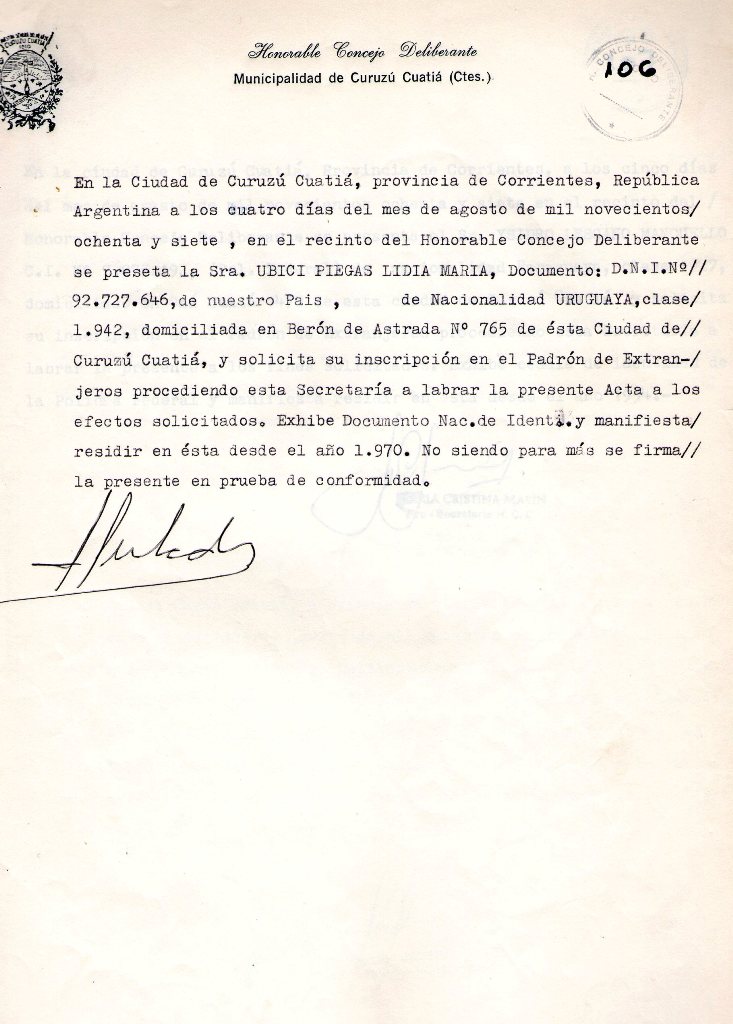 Honorable Concejo Deliberante
Municipalidad de Curuzú Cuatiá (Ctes.)
CONCEJO DELIBERANTE
106
En la Ciudad de Curuzú Cuatiá, provincia de Corrientes, República
Argentina a los cuatro días del mes de agosto de mil novecientos/
ochenta y siete , en el recinto del Honorable Concejo Deliberante
se preseta la Sra. UBICI PIEGAS LIDIA MARIA, Documento: D.N.I.Nº//
92.727.646,de nuestro Pais , de Nacionalidad URUGUAYA,clase/
1.942, domiciliada en Berón de Astrada Nº 765 de ésta Ciudad de//
Curuzú Cuatiá, y solicita su inscripción en el Padrón de Extran-/
jeros procediendo esta Secretaría a labrar la presente Acta a los
efectos solicitados. Exhibe Documento Nac.de Identi.y manifiesta/
residir en ésta desde el año 1.970. No siendo para más se firma//
la presente en prueba de conformidad.